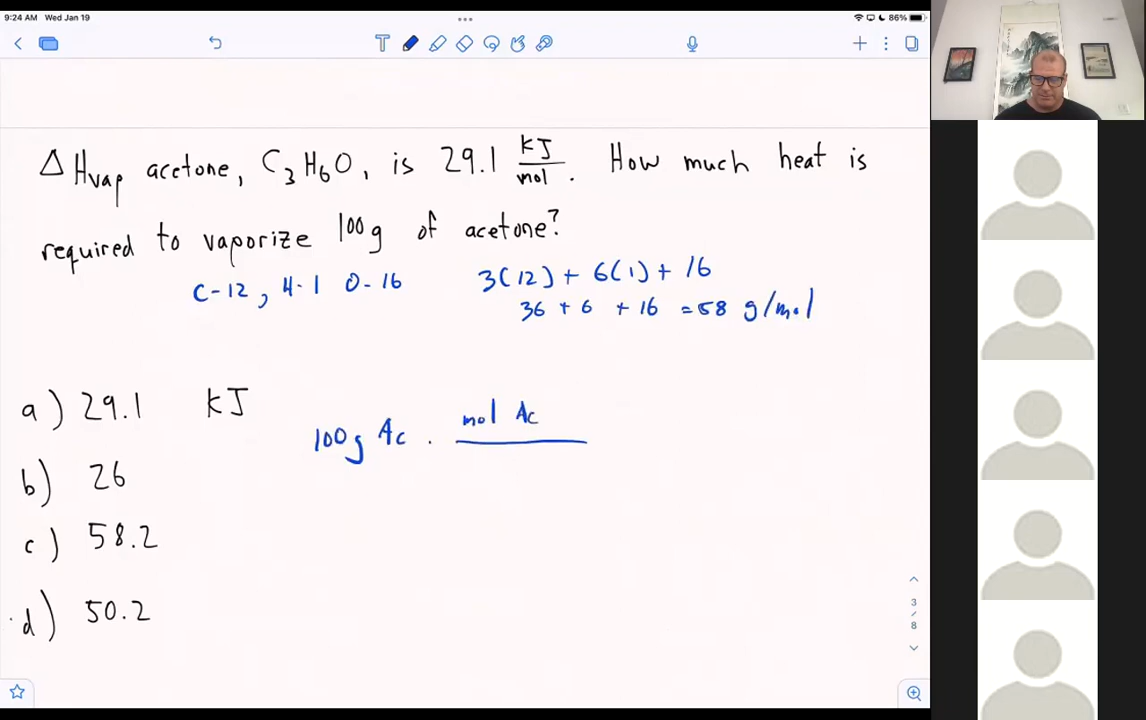 9:24 AM Wed Jan 19
86%
ΔHvap acetone, C₃H₆O, is 29.1 kJ/mol. How much heat is
required to vaporize 100g of acetone?
C-12, H-1 O-16 3(12) + 6(1) + 16
36 + 6 + 16 = 58 g/mol
a) 29.1 kJ
100g Ac · mol Ac
b) 26
c) 58.2
d) 50.2
3/8